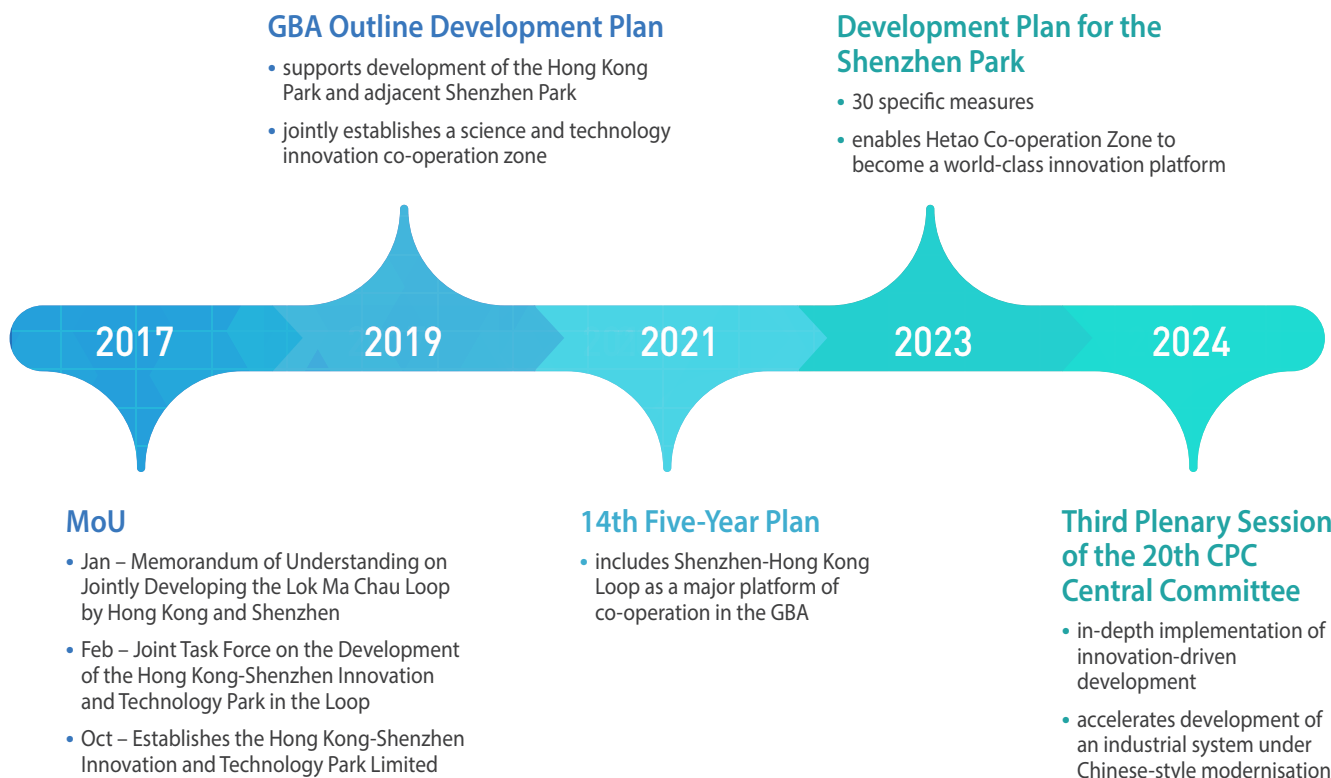 GBA Outline Development Plan
• supports development of the Hong Kong
Park and adjacent Shenzhen Park
• jointly establishes a science and technology
innovation co-operation zone
Development Plan for the
Shenzhen Park
• 30 specific measures
• enables Hetao Co-operation Zone to
become a world-class innovation platform
2017
2019
2021
2023
2024
MoU
• Jan – Memorandum of Understanding on
Jointly Developing the Lok Ma Chau Loop
by Hong Kong and Shenzhen
• Feb – Joint Task Force on the Development
of the Hong Kong-Shenzhen Innovation
and Technology Park in the Loop
• Oct – Establishes the Hong Kong-Shenzhen
Innovation and Technology Park Limited
14th Five-Year Plan
• includes Shenzhen-Hong Kong
Loop as a major platform of
co-operation in the GBA
Third Plenary Session
of the 20th CPC
Central Committee
• in-depth implementation of
innovation-driven
development
• accelerates development of
an industrial system under
Chinese-style modernisation